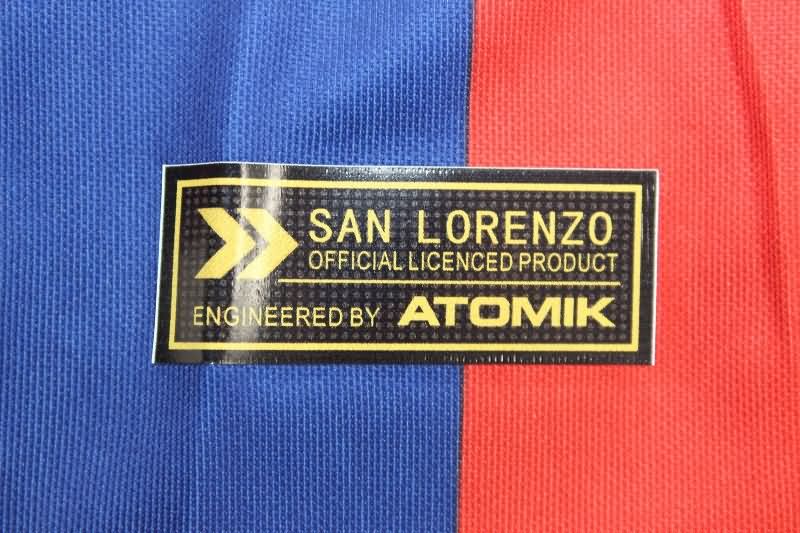 SAN LORENZO
OFFICIAL LICENCED PRODUCT
ENGINEERED BY ATOMIK